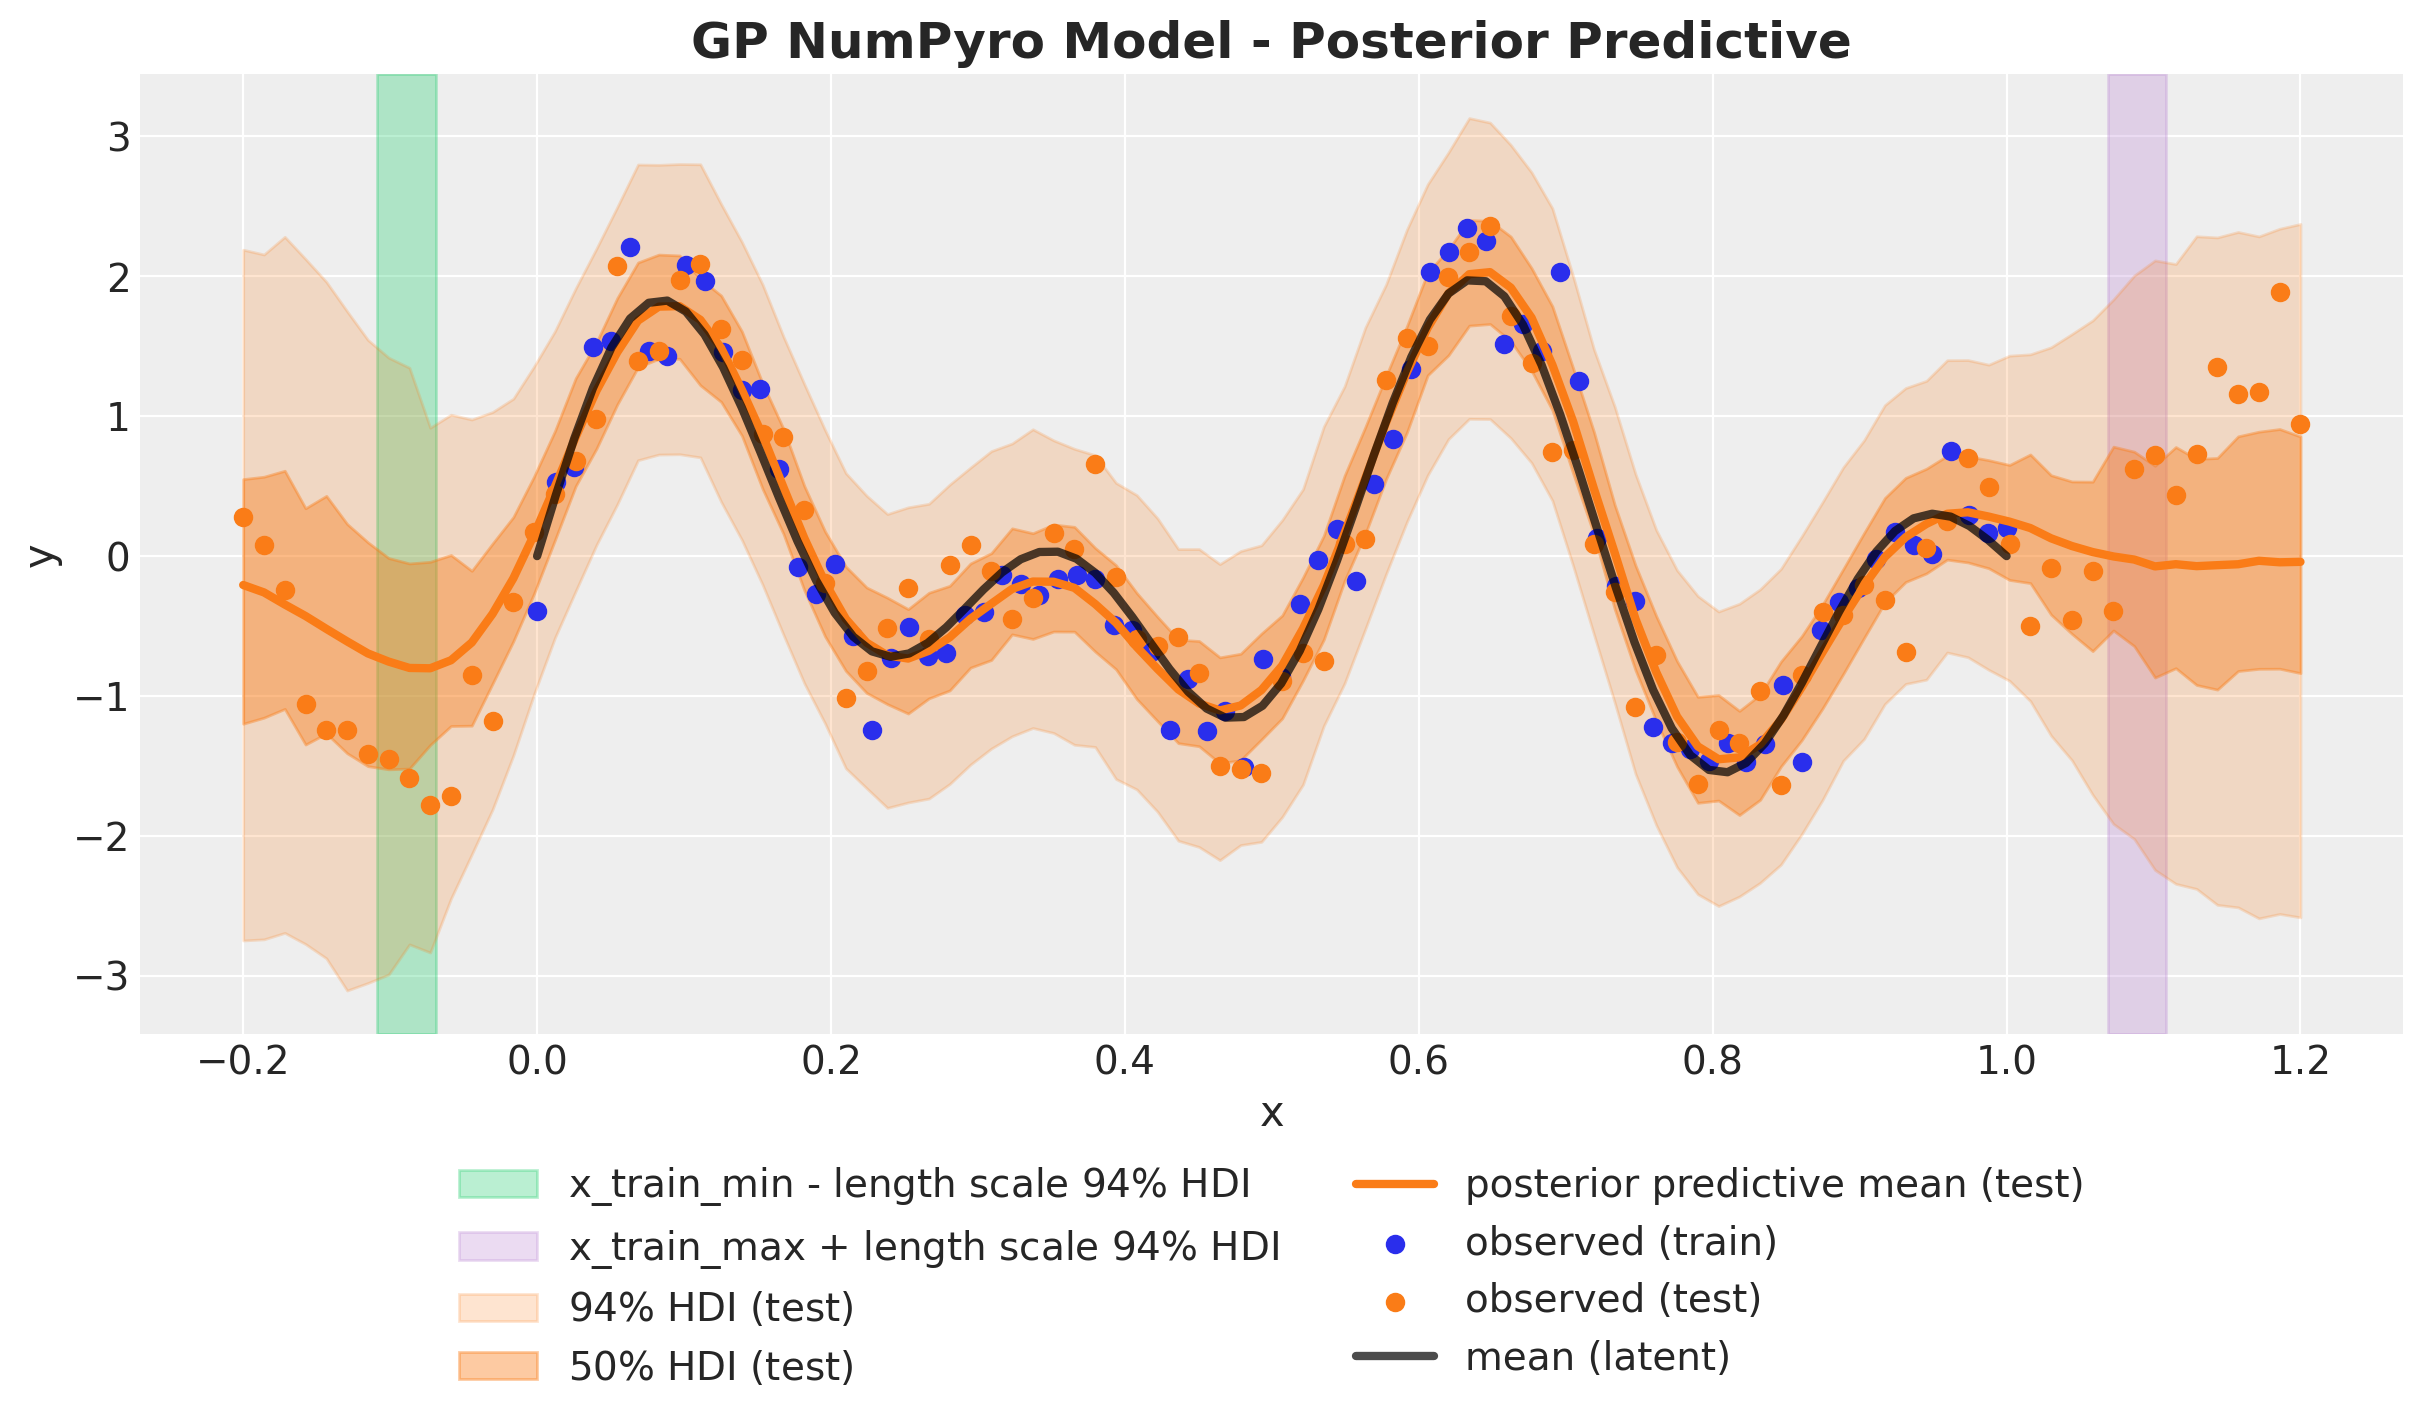 GP NumPyro Model - Posterior Predictive
3
2
1
0
−1
−2
−3
y
−0.2 0.0 0.2 0.4 0.6 0.8 1.0 1.2
x
x_train_min - length scale 94% HDI
x_train_max + length scale 94% HDI
94% HDI (test)
50% HDI (test)
posterior predictive mean (test)
observed (train)
observed (test)
mean (latent)